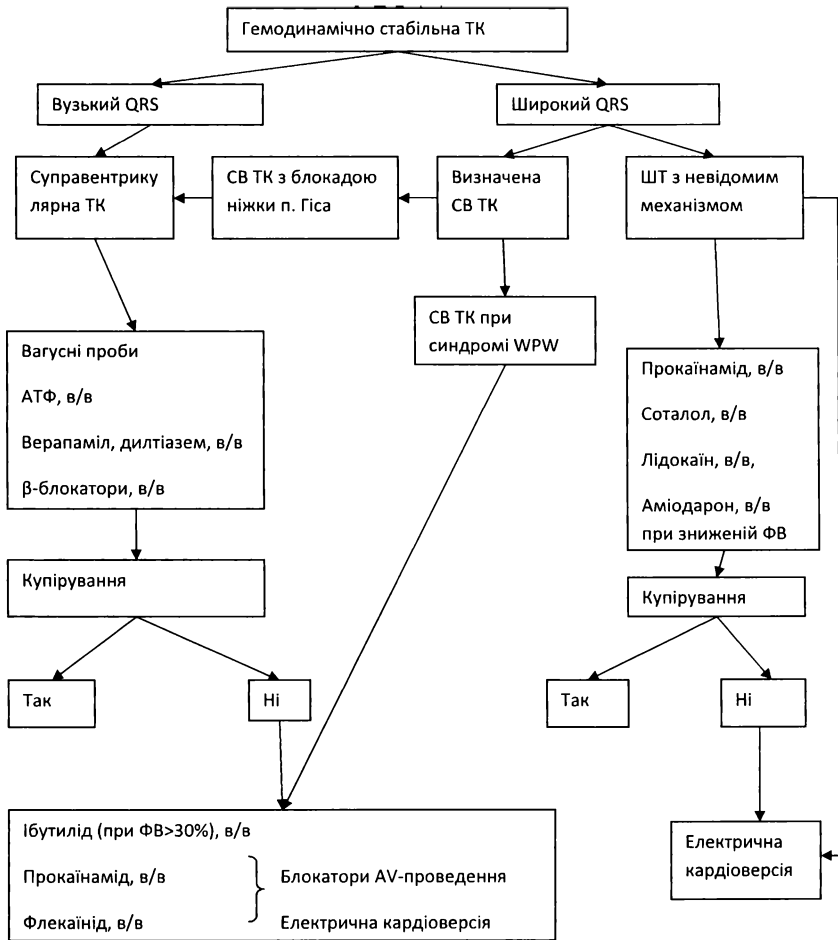 Гемодинамічно стабільна ТК
Вузький QRS
Широкий QRS
Суправентрику
лярна ТК
СВ ТК з блокадою
ніжки п. Гіса
Визначена
СВ ТК
ШТ з невідомим
механізмом
СВ ТК при
синдромі WPW
Вагусні проби
АТФ, в/в
Верапаміл, дилтіазем, в/в
β-блокатори, в/в
Прокаїнамід, в/в
Соталол, в/в
Лідокаїн, в/в,
Аміодарон, в/в
при зниженій ФВ
Купірування
Купірування
Так
Ні
Так
Ні
Ібутилід (при ФВ>30%), в/в
Прокаїнамід, в/в
Блокатори AV-проведення
Флекаїнід, в/в
Електрична кардіоверсія
Електрична
кардіоверсія